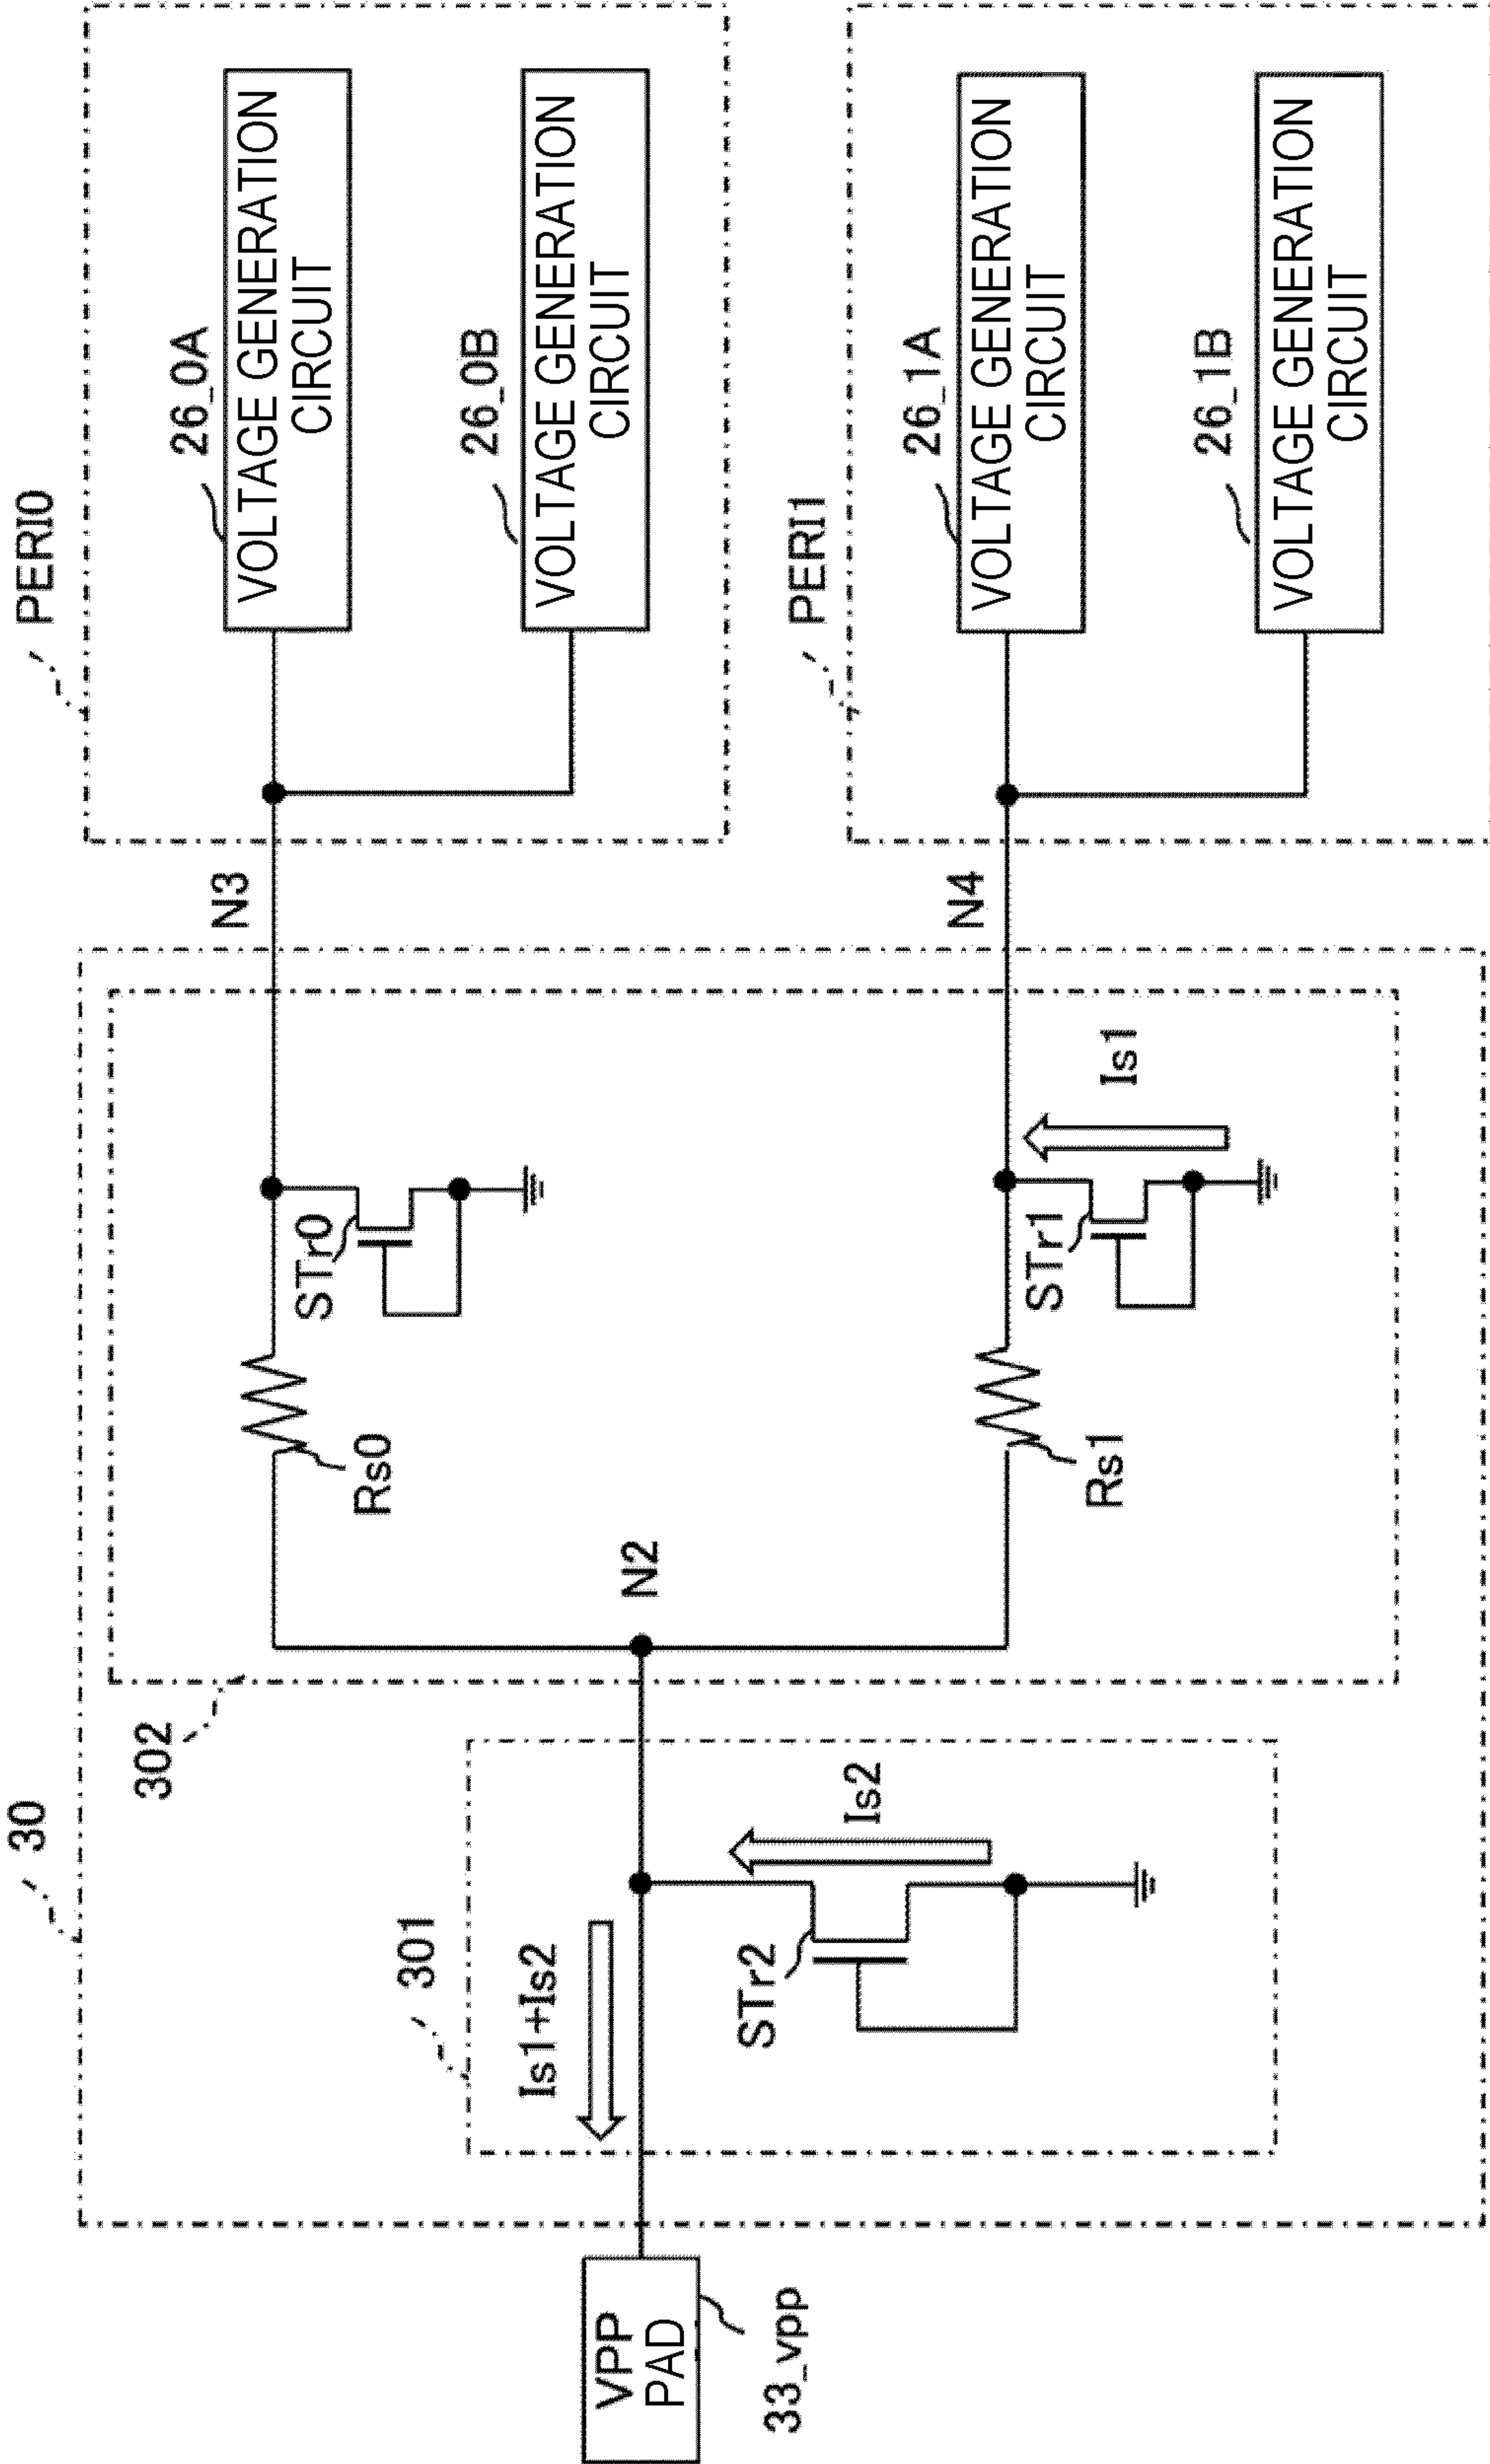 30
PERI0
302
N3
26_0A
VOLTAGE GENERATION
CIRCUIT
Rs0
STr0
26_0B
VOLTAGE GENERATION
CIRCUIT
301
Is1+Is2
VPP
PAD
33_vpp
N2
STr2
Is2
PERI1
N4
26_1A
VOLTAGE GENERATION
CIRCUIT
Rs1
STr1
Is1
26_1B
VOLTAGE GENERATION
CIRCUIT